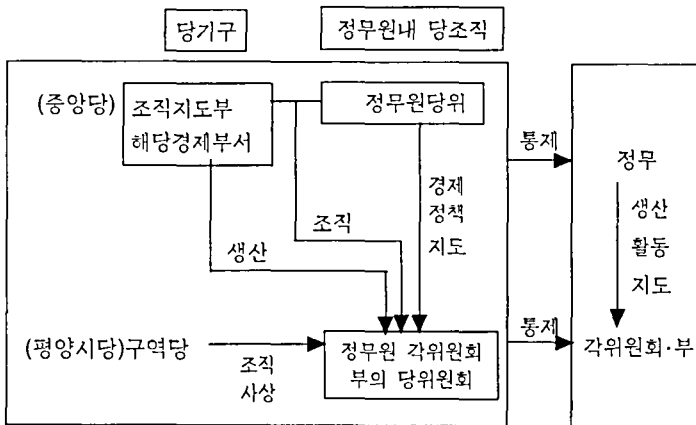 당기구
정무원내 당조직
(중앙당)
조직지도부
해당경제부서
정무원당위
통제
정무
경제
정책
지도
생산
활동
지도
조직
생산
(평양시당)구역당
조직
사상
정무원 각위원회
부의 당위원회
통제
각위원회·부